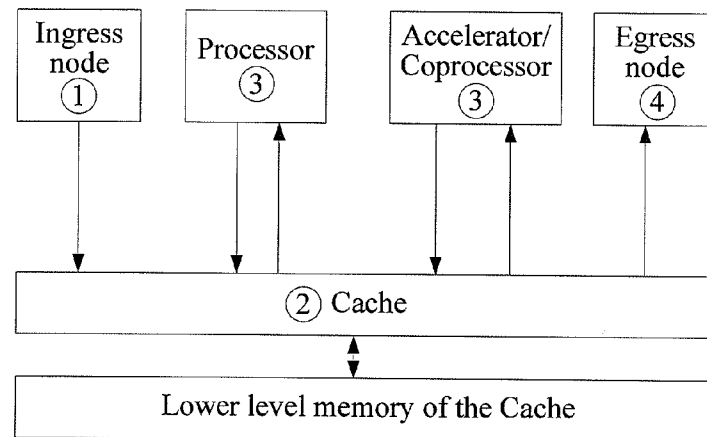 Ingress
node
①
Processor
③
Accelerator/
Coprocessor
③
Egress
node
④
② Cache
Lower level memory of the Cache